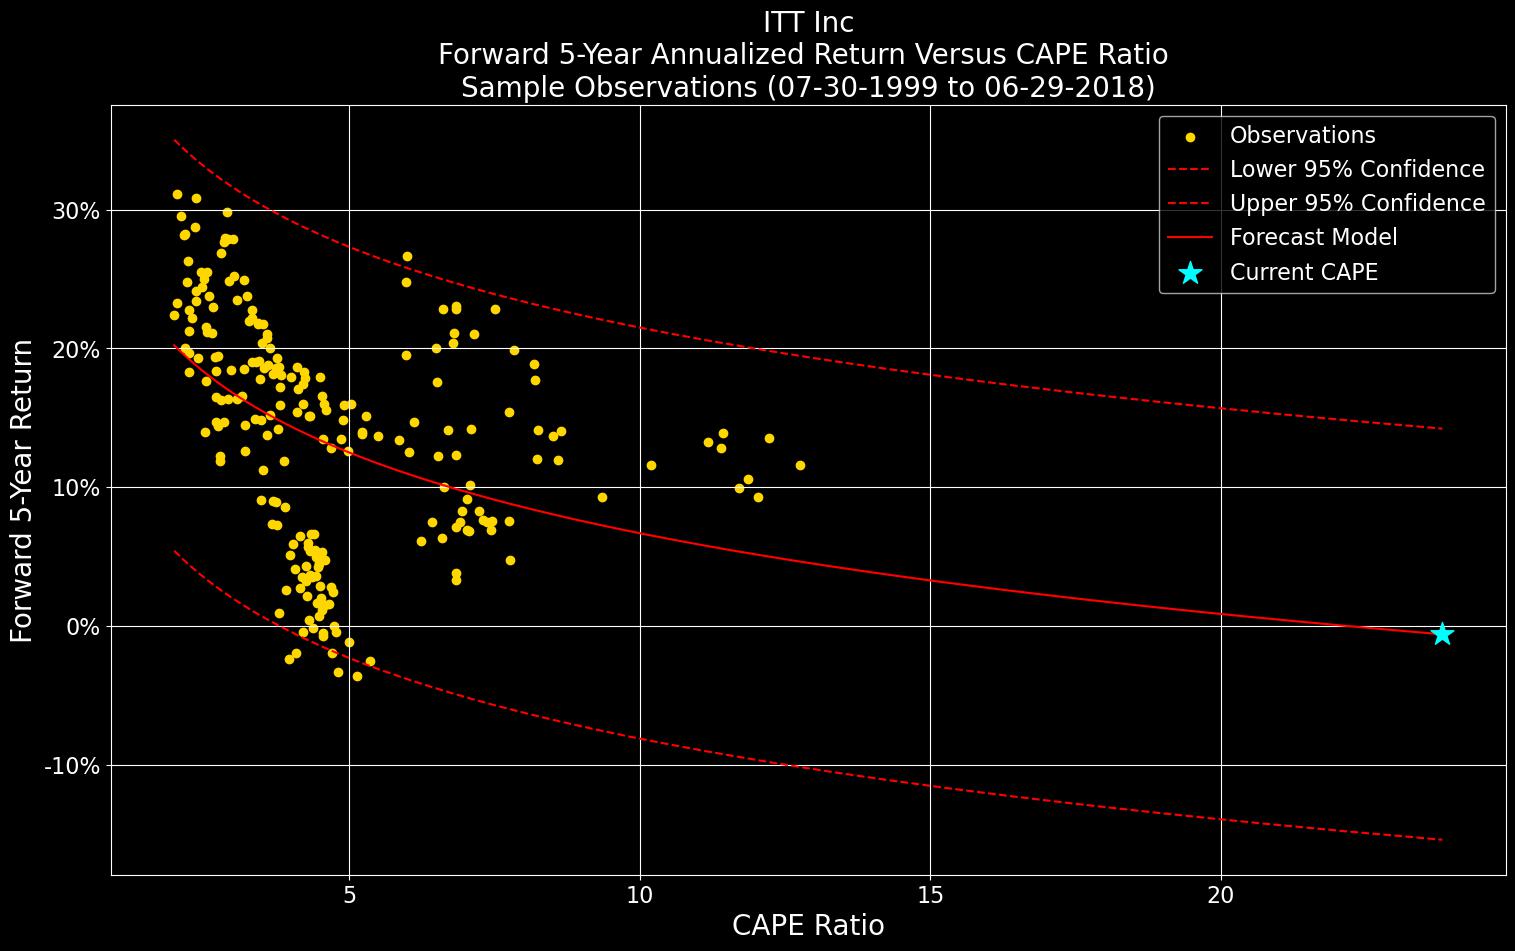 ITT Inc
Forward 5-Year Annualized Return Versus CAPE Ratio
Sample Observations (07-30-1999 to 06-29-2018)
Observations
Lower 95% Confidence
Upper 95% Confidence
Forecast Model
Current CAPE
Forward 5-Year Return
30%
20%
10%
0%
-10%
5
10
15
20
CAPE Ratio